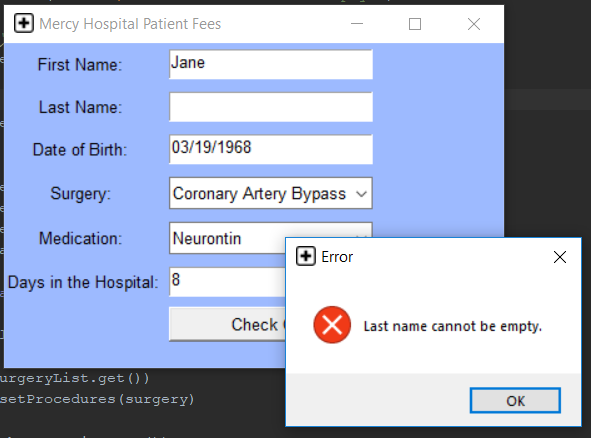 Mercy Hospital Patient Fees
First Name: Jane
Last Name:
Date of Birth: 03/19/1968
Surgery: Coronary Artery Bypass
Medication: Neurontin
Days in the Hospital: 8
Check
Error
Last name cannot be empty.
OK
urgeryList.get())
setProcedures(surgery)